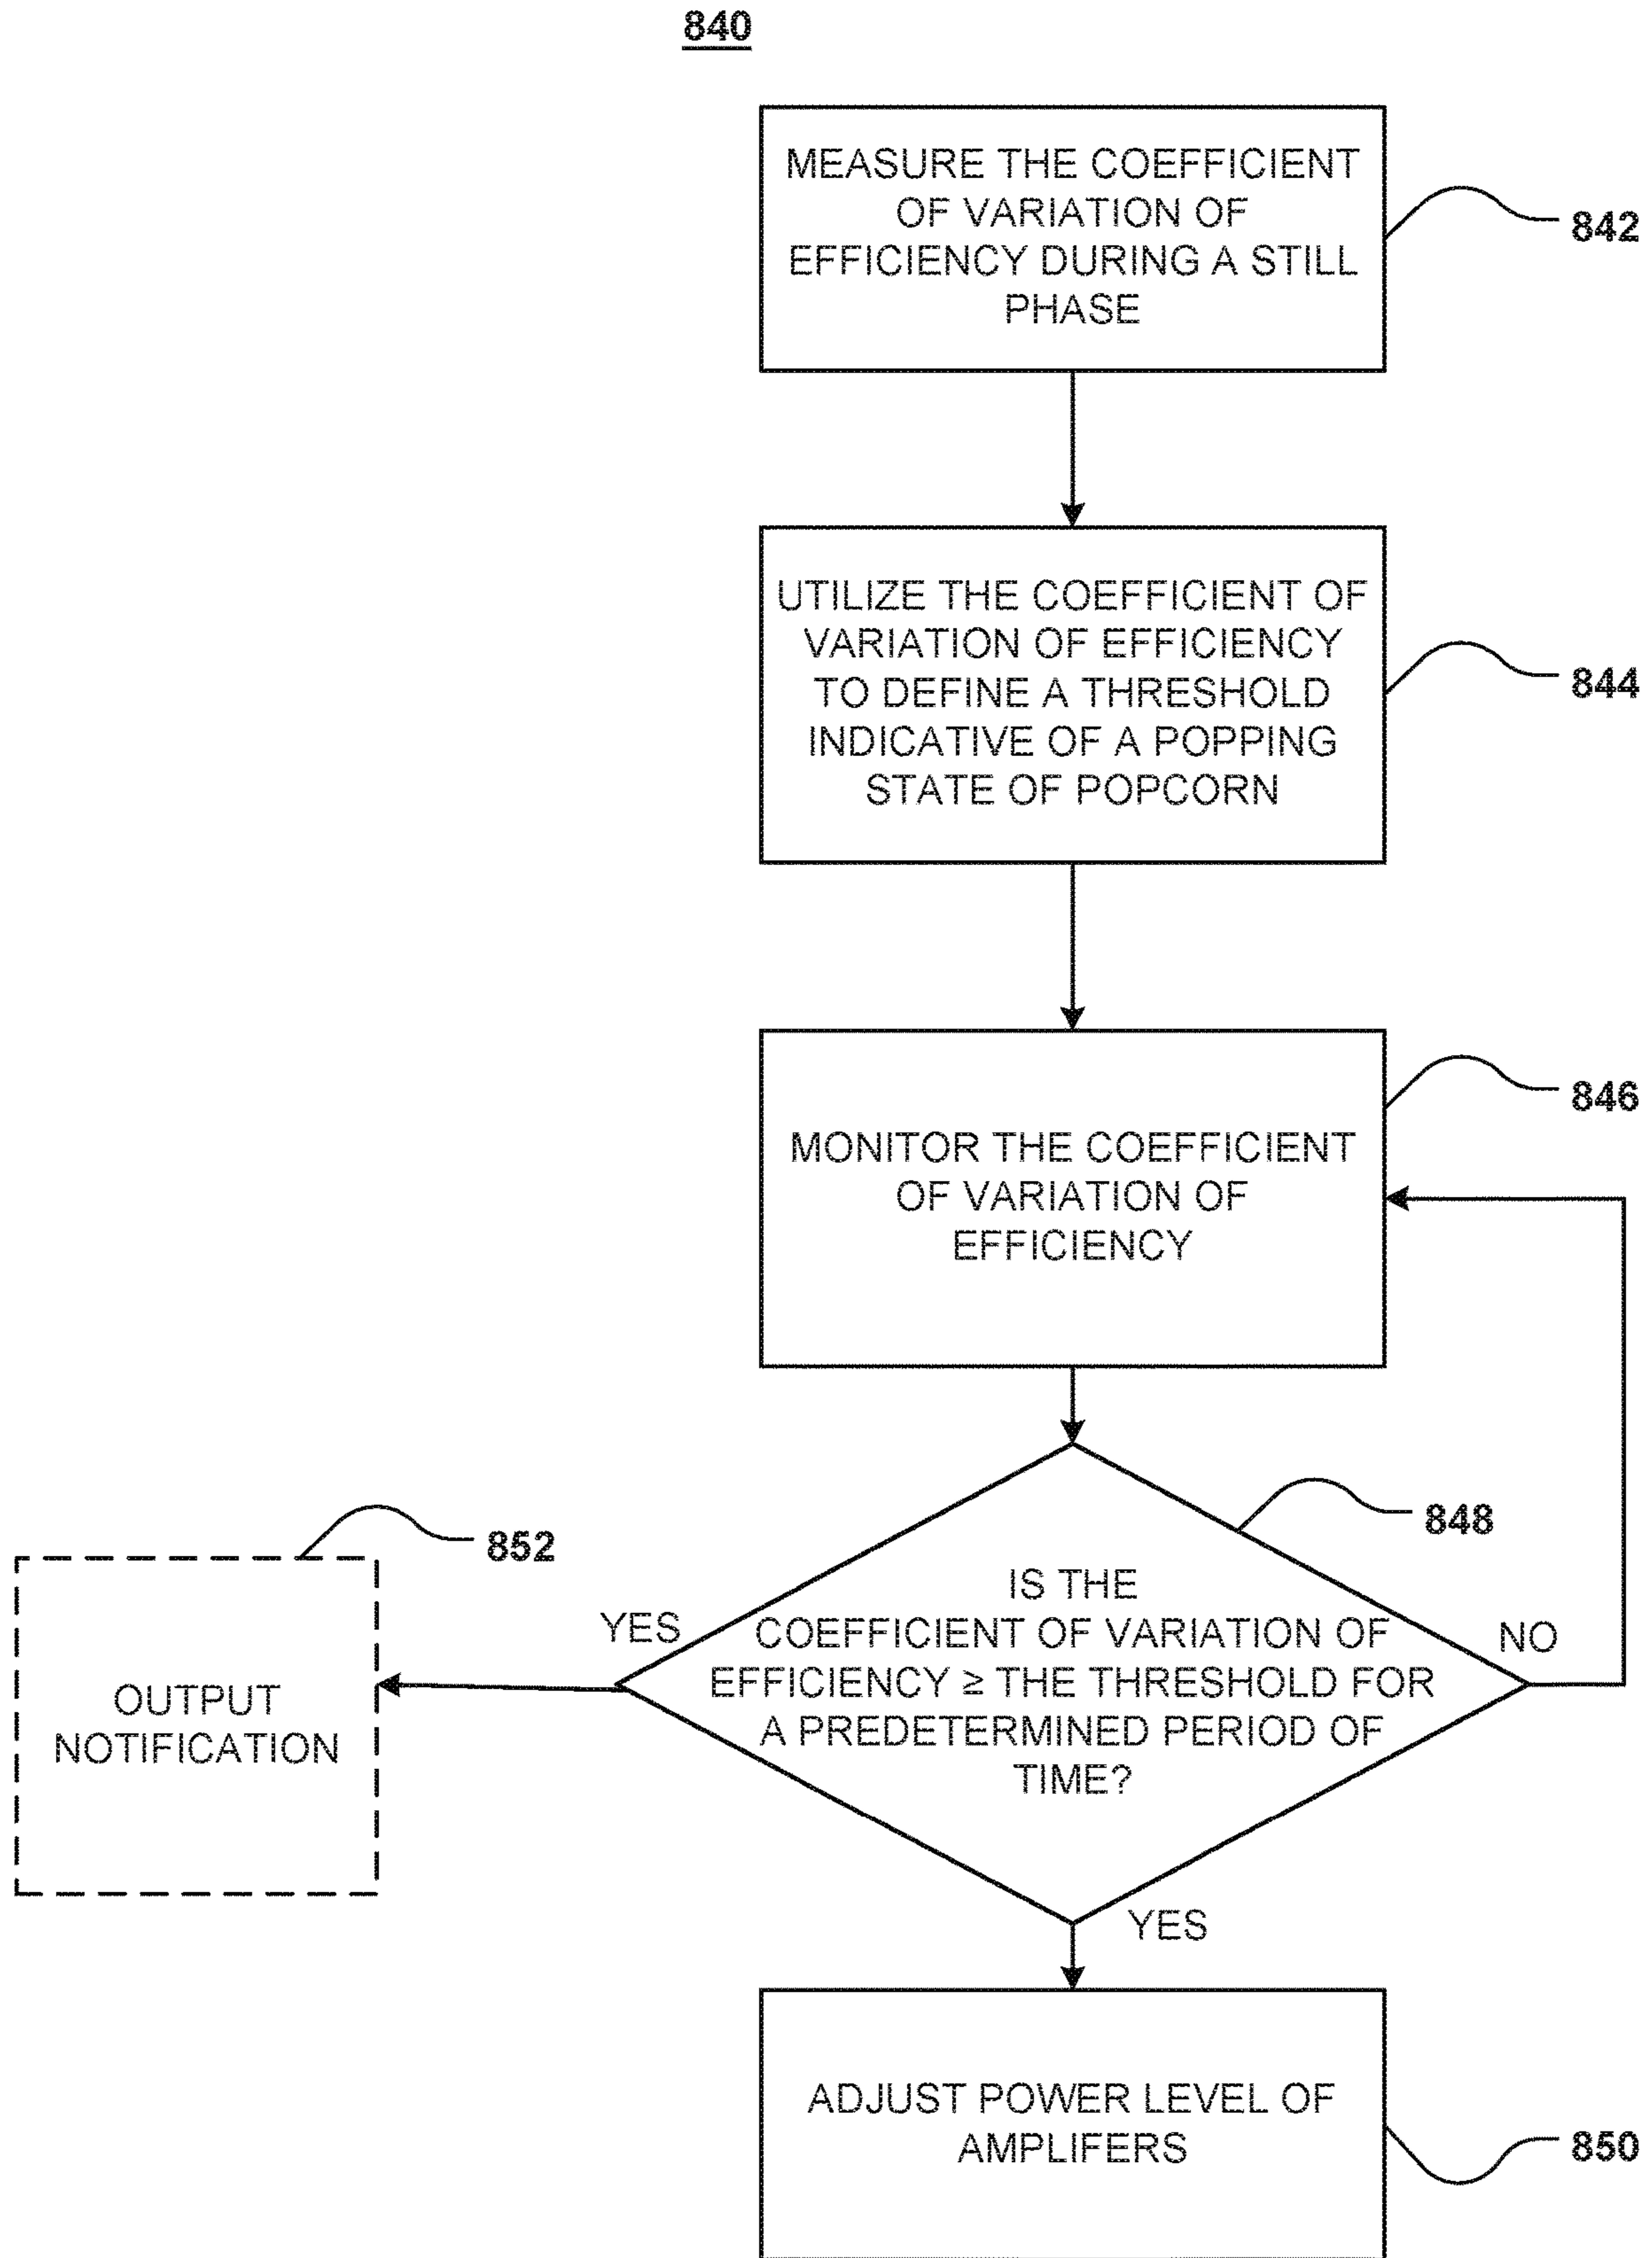 840
MEASURE THE COEFFICIENT
OF VARIATION OF
EFFICIENCY DURING A STILL
PHASE
842
UTILIZE THE COEFFICIENT OF
VARIATION OF EFFICIENCY
TO DEFINE A THRESHOLD
INDICATIVE OF A POPPING
STATE OF POPCORN
844
MONITOR THE COEFFICIENT
OF VARIATION OF
EFFICIENCY
846
IS THE
COEFFICIENT OF VARIATION OF
EFFICIENCY ≥ THE THRESHOLD FOR
A PREDETERMINED PERIOD OF
TIME?
848
YES
NO
852
OUTPUT
NOTIFICATION
YES
ADJUST POWER LEVEL OF
AMPLIFERS
850